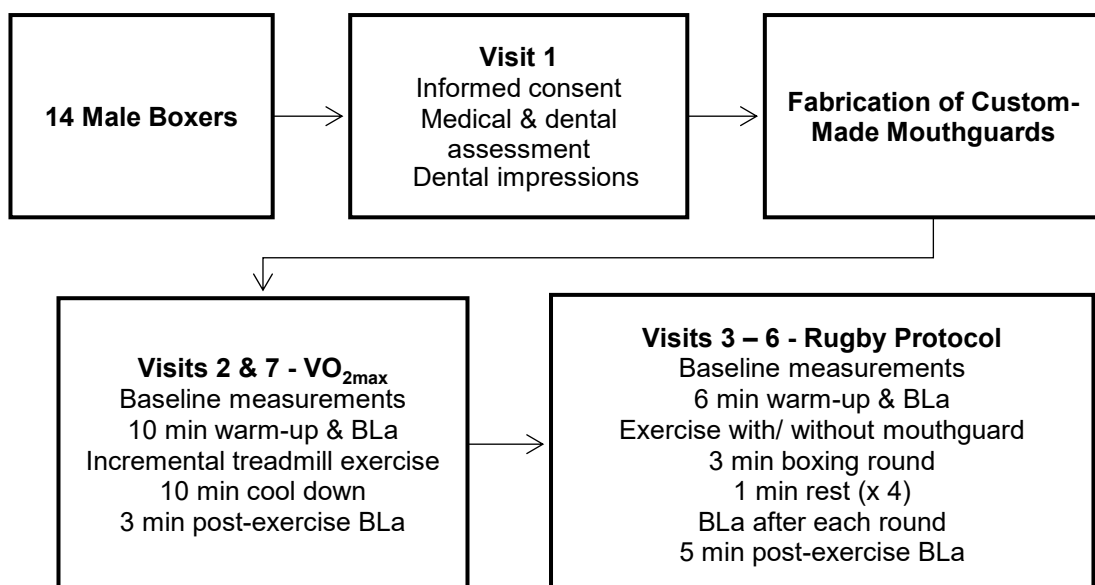 14 Male Boxers
Visit 1
Informed consent
Medical & dental
assessment
Dental impressions
Fabrication of Custom-
Made Mouthguards
Visits 2 & 7 - VO2max
Baseline measurements
10 min warm-up & BLa
Incremental treadmill exercise
10 min cool down
3 min post-exercise BLa
Visits 3 – 6 - Rugby Protocol
Baseline measurements
6 min warm-up & BLa
Exercise with/ without mouthguard
3 min boxing round
1 min rest (x 4)
BLa after each round
5 min post-exercise BLa